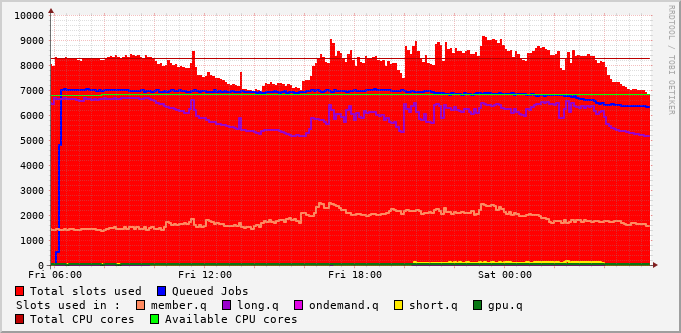 10000
9000
8000
7000
6000
5000
4000
3000
2000
1000
0
Fri 06:00 Fri 12:00 Fri 18:00 Sat 00:00
Total slots used Queued Jobs
Slots used in : member.q long.q ondemand.q short.q gpu.q
Total CPU cores Available CPU cores
RRDTOOL / TOBI OETIKER